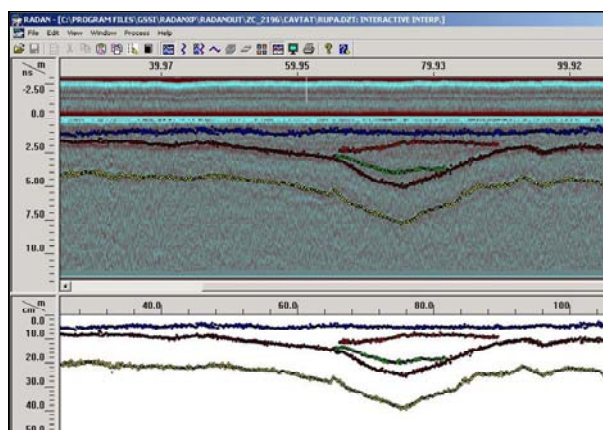 RADAN - [C:\PROGRAM FILES\GSSI\RADANXP\RADANOUT\ZC_2196\CAVTAT\RUPA.DZT: INTERACTIVE INTERP.]
File Edit View Window Process Help
m 39.97 59.95 79.93 99.92
ns
-2.50
0.0
2.50
5.00
7.50
10.0
m 40.0 60.0 80.0 100.
cm
0.0
10.0
20.0
30.0
40.0
50.0